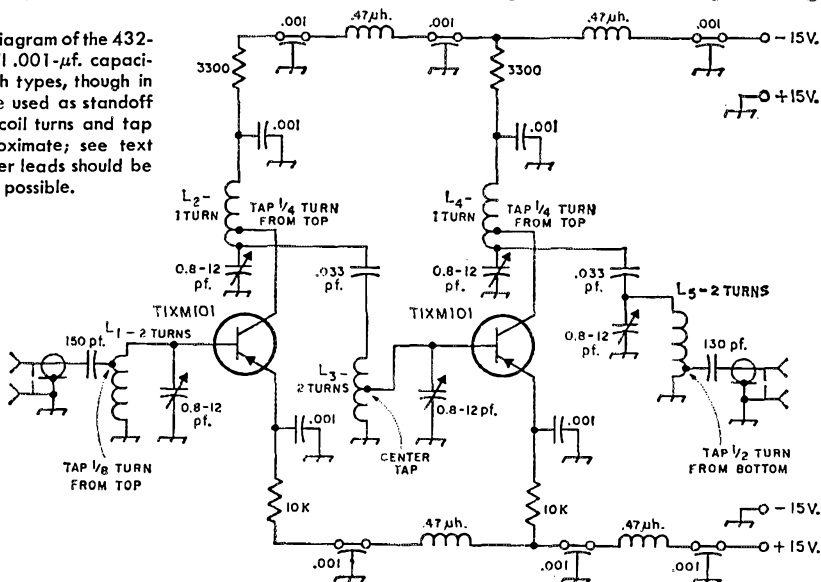 .001
.47µh.
.001
.47µh.
.001
- 15V.
+15V.
iagram of the 432-
l .001-µf. capaci-
h types, though in
e used as standoff
coil turns and tap
oximate; see text
er leads should be
possible.
3300
3300
.001
.001
L2-
1 TURN
TAP 1/4 TURN
FROM TOP
L4-
1 TURN
TAP 1/4 TURN
FROM TOP
0.8-12
pf.
.033
pf.
0.8-12
pf.
.033
pf.
L5-2 TURNS
TIXM101
TIXM101
150 pf.
L1-2 TURNS
L3-
2 TURNS
0.8-12
pf.
130 pf.
0.8-12
pf.
0.8-12pf.
TAP 1/8 TURN
FROM TOP
CENTER
TAP
TAP 1/2 TURN
FROM BOTTOM
.001
.001
10K
10K
.47µh.
.47µh.
- 15V.
+ 15V.
.001
.001
.001